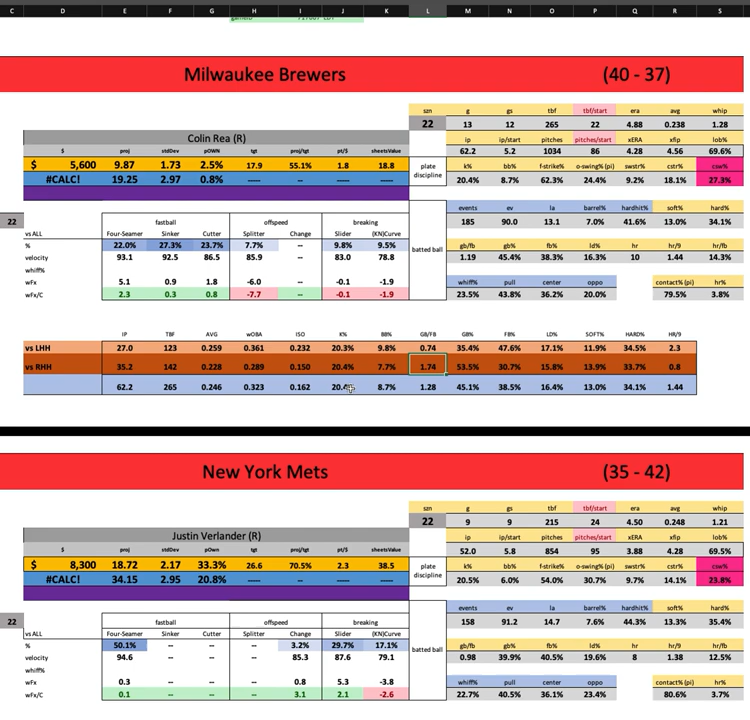 C D E F G H I J K L M N O P Q R S
Milwaukee Brewers (40 - 37)
szn g gs tbf tbf/start era avg whip
22 13 12 265 22 4.88 0.238 1.28
Colin Rea (R) ip ip/start pitches pitches/start xERA xfip lob%
$ proj stdDev pOWN tgt proj/tgt pt/$ sheetsValue 62.2 5.2 1034 86 4.28 4.56 69.6%
$ 5,600 9.87 1.73 2.5% 17.9 55.1% 1.8 18.8 plate discipline k% bb% f-strike% o-swing% (pi) swstr% cstr% csw%
#CALC! 19.25 2.97 0.8% ---- -- ---- ---- 20.4% 8.7% 62.3% 24.4% 9.2% 18.1% 27.3%
events ev la barrel% hardhit% soft% hard%
22 fastball offspeed breaking 185 90.0 13.1 7.0% 41.6% 13.0% 34.1%
vs ALL Four-Seamer Sinker Cutter Splitter Change Slider (KN)Curve
% 22.0% 27.3% 23.7% 7.7% -- 9.8% 9.5% batted ball gb/fb gb% fb% ld% hr hr/9 hr/fb
velocity 93.1 92.5 86.5 85.9 -- 83.0 78.8 1.19 45.4% 38.3% 16.3% 10 1.44 14.3%
whiff%
wFx 5.1 0.9 1.8 -6.0 -- -0.1 -1.9 whiff% pull center oppo contact% (pi) hr%
wFx/C 2.3 0.3 0.8 -7.7 -- -0.1 -1.9 23.5% 43.8% 36.2% 20.0% 79.5% 3.8%
IP TBF AVG wOBA ISO K% BB% GB/FB GB% FB% LD% SOFT% HARD% HR/9
vs LHH 27.0 123 0.259 0.361 0.232 20.3% 9.8% 0.74 35.4% 47.6% 17.1% 11.9% 34.5% 2.3
vs RHH 35.2 142 0.228 0.289 0.150 20.4% 7.7% 1.74 53.5% 30.7% 15.8% 13.9% 33.7% 0.8
62.2 265 0.246 0.323 0.162 20.4% 8.7% 1.28 45.1% 38.5% 16.4% 13.0% 34.1% 1.44
New York Mets (35 - 42)
szn g gs tbf tbf/start era avg whip
22 9 9 215 24 4.50 0.248 1.21
Justin Verlander (R) ip ip/start pitches pitches/start xERA xfip lob%
$ proj stdDev pOwn tgt proj/tgt pt/$ sheetsValue 52.0 5.8 854 95 3.88 4.28 69.5%
$ 8,300 18.72 2.17 33.3% 26.6 70.5% 2.3 38.5 plate discipline k% bb% f-strike% o-swing% (pi) swstr% cstr% csw%
#CALC! 34.15 2.95 20.8% ---- -- ---- ---- 20.5% 6.0% 54.0% 30.7% 9.7% 14.1% 23.8%
events ev la barrel% hardhit% soft% hard%
22 fastball offspeed breaking 158 91.2 14.7 7.6% 44.3% 13.3% 35.4%
vs ALL Four-Seamer Sinker Cutter Splitter Change Slider (KN)Curve
% 50.1% -- -- -- 3.2% 29.7% 17.1% batted ball gb/fb gb% fb% ld% hr hr/9 hr/fb
velocity 94.6 -- -- -- 85.3 87.6 79.1 0.98 39.9% 40.5% 19.6% 8 1.38 12.5%
whiff%
wFx 0.3 -- -- -- 0.8 5.3 -3.8 whiff% pull center oppo contact% (pi) hr%
wFx/C 0.1 -- -- -- 3.1 2.1 -2.6 22.7% 40.5% 36.1% 23.4% 80.6% 3.7%